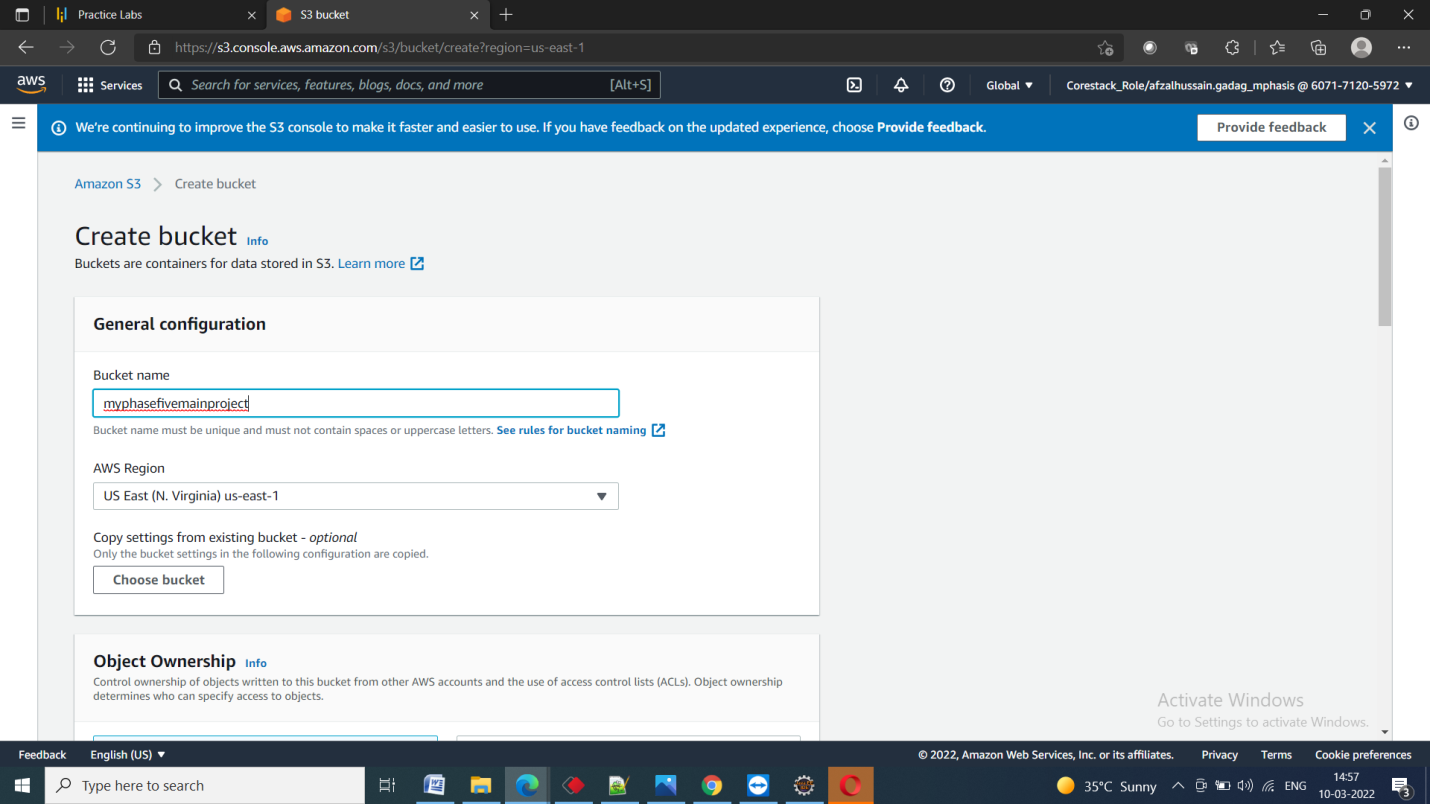 Practice Labs
S3 bucket
https://s3.console.aws.amazon.com/s3/bucket/create?region=us-east-1
aws
Services
Search for services, features, blogs, docs, and more
[Alt+S]
Global
Corestack_Role/afzalhussain.gadag_mphasis @ 6071-7120-5972
We're continuing to improve the S3 console to make it faster and easier to use. If you have feedback on the updated experience, choose Provide feedback.
Provide feedback
Amazon S3
Create bucket
Create bucket Info
Buckets are containers for data stored in S3. Learn more
General configuration
Bucket name
myphasefivemainproject
Bucket name must be unique and must not contain spaces or uppercase letters. See rules for bucket naming
AWS Region
US East (N. Virginia) us-east-1
Copy settings from existing bucket - optional
Only the bucket settings in the following configuration are copied.
Choose bucket
Object Ownership Info
Control ownership of objects written to this bucket from other AWS accounts and the use of access control lists (ACLs). Object ownership
determines who can specify access to objects.
Activate Windows
Go to Settings to activate Windows.
Feedback
English (US)
© 2022, Amazon Web Services, Inc. or its affiliates.
Privacy
Terms
Cookie preferences
Type here to search
35°C Sunny
ENG
14:57
10-03-2022
3